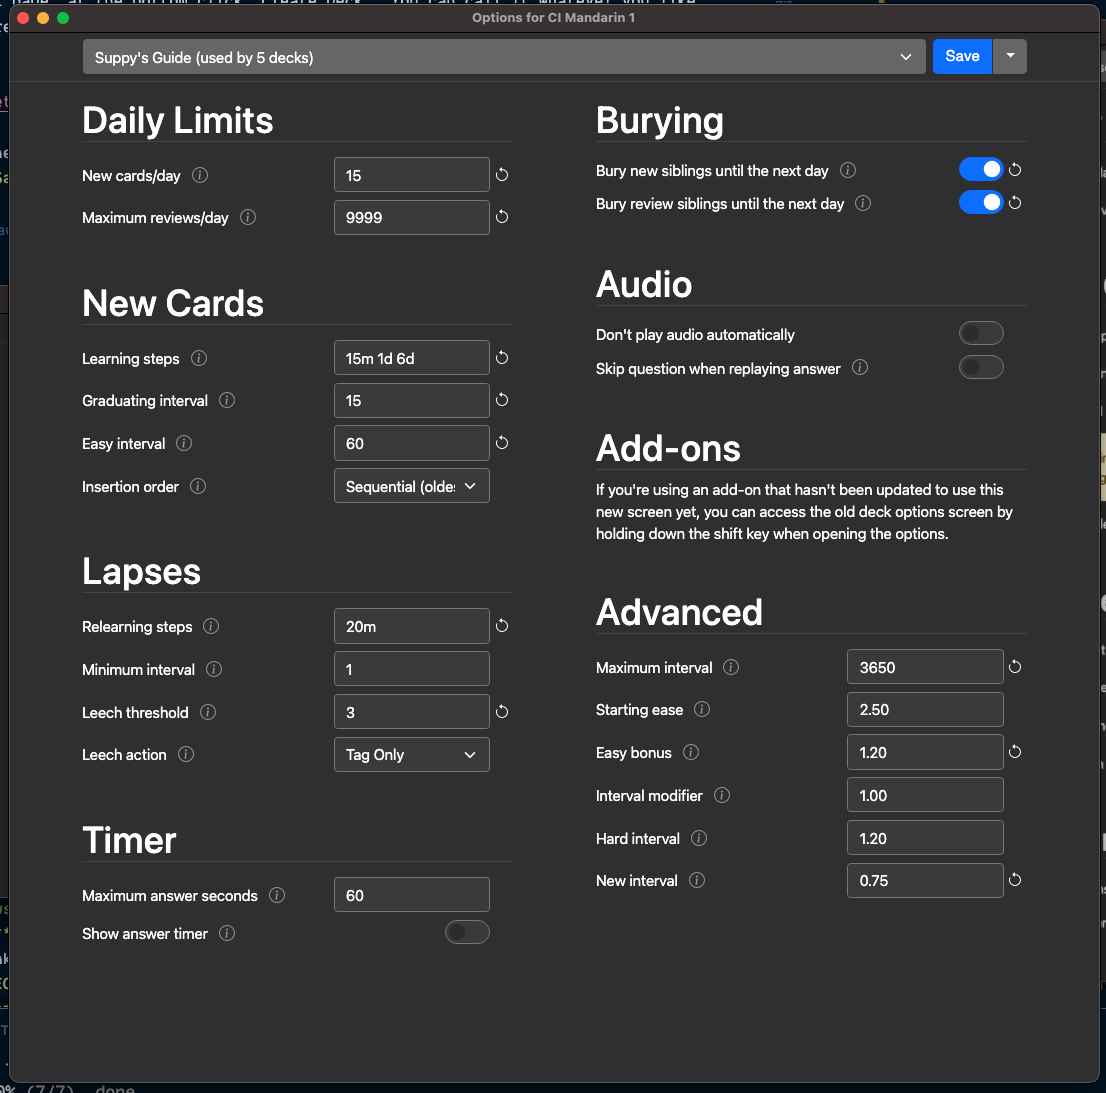 Options for CI Mandarin 1
Suppy's Guide (used by 5 decks)
Save
Daily Limits
New cards/day
15
Maximum reviews/day
9999
New Cards
Learning steps
15m 1d 6d
Graduating interval
15
Easy interval
60
Insertion order
Sequential (oldes
Lapses
Relearning steps
20m
Minimum interval
1
Leech threshold
3
Leech action
Tag Only
Timer
Maximum answer seconds
60
Show answer timer
Burying
Bury new siblings until the next day
Bury review siblings until the next day
Audio
Don't play audio automatically
Skip question when replaying answer
Add-ons
If you're using an add-on that hasn't been updated to use this
new screen yet, you can access the old deck options screen by
holding down the shift key when opening the options.
Advanced
Maximum interval
3650
Starting ease
2.50
Easy bonus
1.20
Interval modifier
1.00
Hard interval
1.20
New interval
0.75
(7/7), done